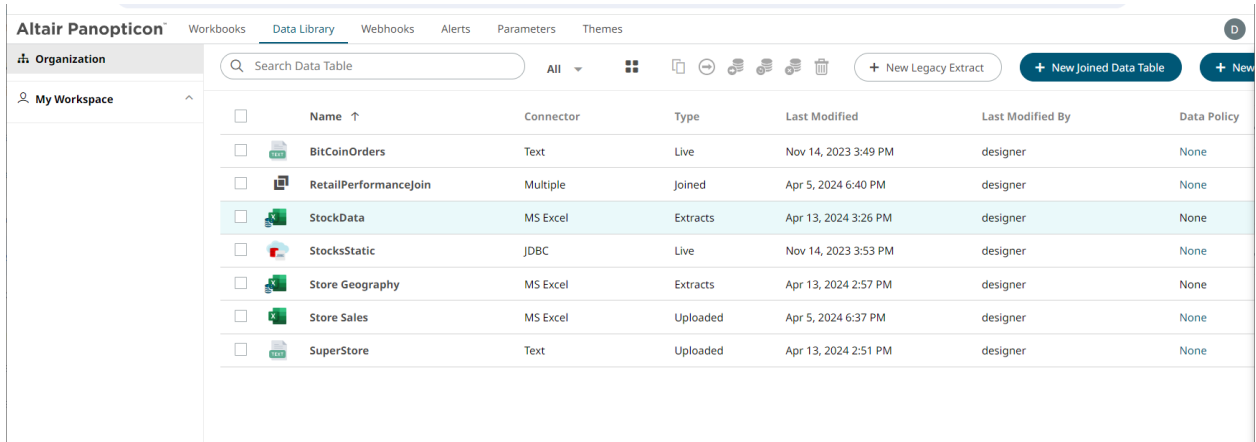 Altair Panopticon™ Workbooks Data Library Webhooks Alerts Parameters Themes D
Organization
My Workspace
Search Data Table All + New Legacy Extract + New Joined Data Table + New
Name ↑ Connector Type Last Modified Last Modified By Data Policy
TEXT BitCoinOrders Text Live Nov 14, 2023 3:49 PM designer None
RetailPerformanceJoin Multiple Joined Apr 5, 2024 6:40 PM designer None
X StockData MS Excel Extracts Apr 13, 2024 3:26 PM designer None
StocksStatic JDBC Live Nov 14, 2023 3:53 PM designer None
X Store Geography MS Excel Extracts Apr 13, 2024 2:57 PM designer None
X Store Sales MS Excel Uploaded Apr 5, 2024 6:37 PM designer None
TEXT SuperStore Text Uploaded Apr 13, 2024 2:51 PM designer None